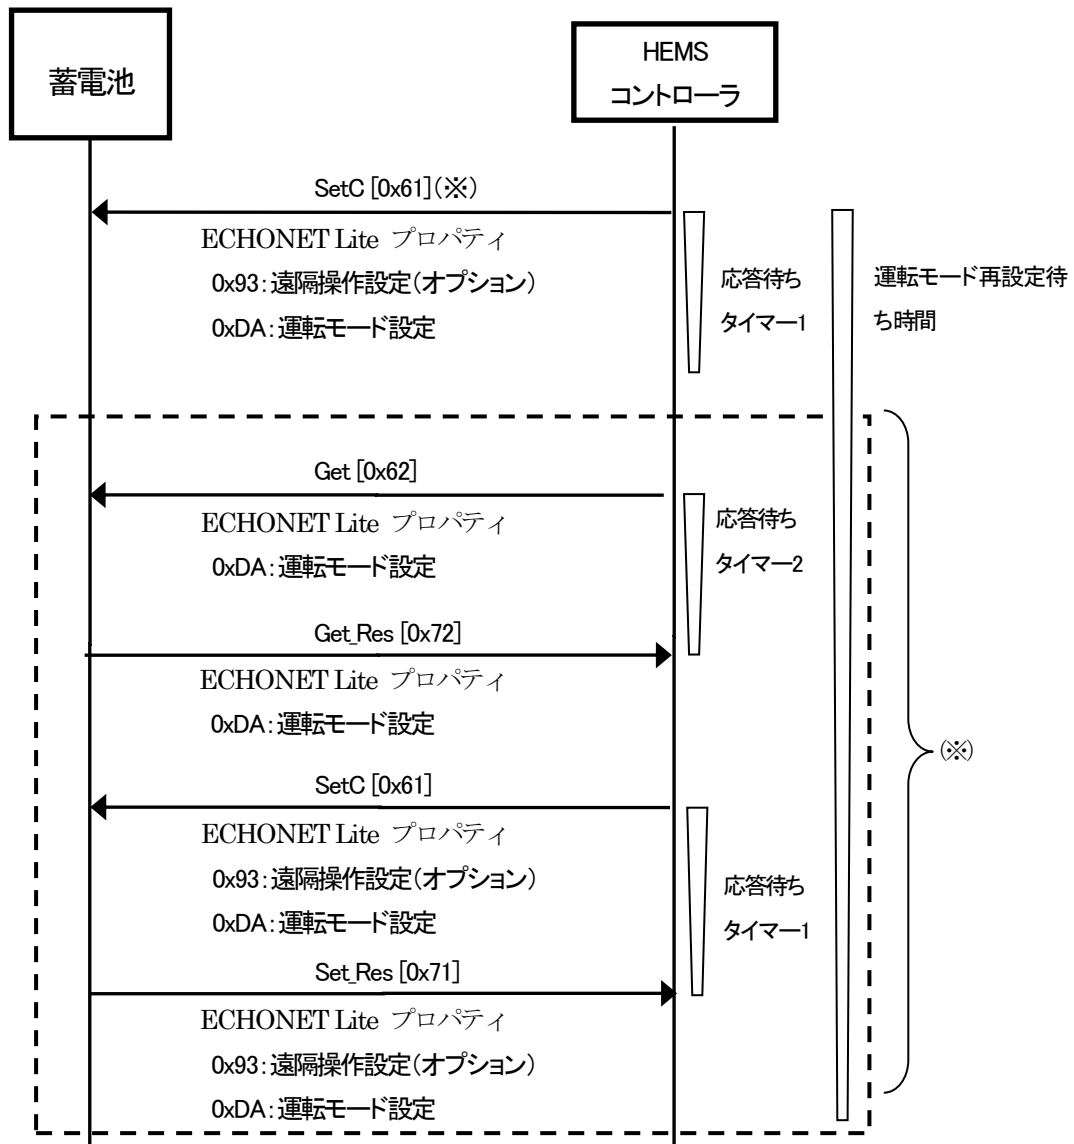 蓄電池
HEMS
コントローラ
SetC [0x61](※)
ECHONET Lite プロパティ
0x93:遠隔操作設定(オプション)
0xDA:運転モード設定
応答待ち
タイマー1
運転モード再設定待
ち時間
Get [0x62]
ECHONET Lite プロパティ
0xDA:運転モード設定
応答待ち
タイマー2
Get_Res [0x72]
ECHONET Lite プロパティ
0xDA:運転モード設定
(※)
SetC [0x61]
ECHONET Lite プロパティ
0x93:遠隔操作設定(オプション)
0xDA:運転モード設定
応答待ち
タイマー1
Set_Res [0x71]
ECHONET Lite プロパティ
0x93:遠隔操作設定(オプション)
0xDA:運転モード設定